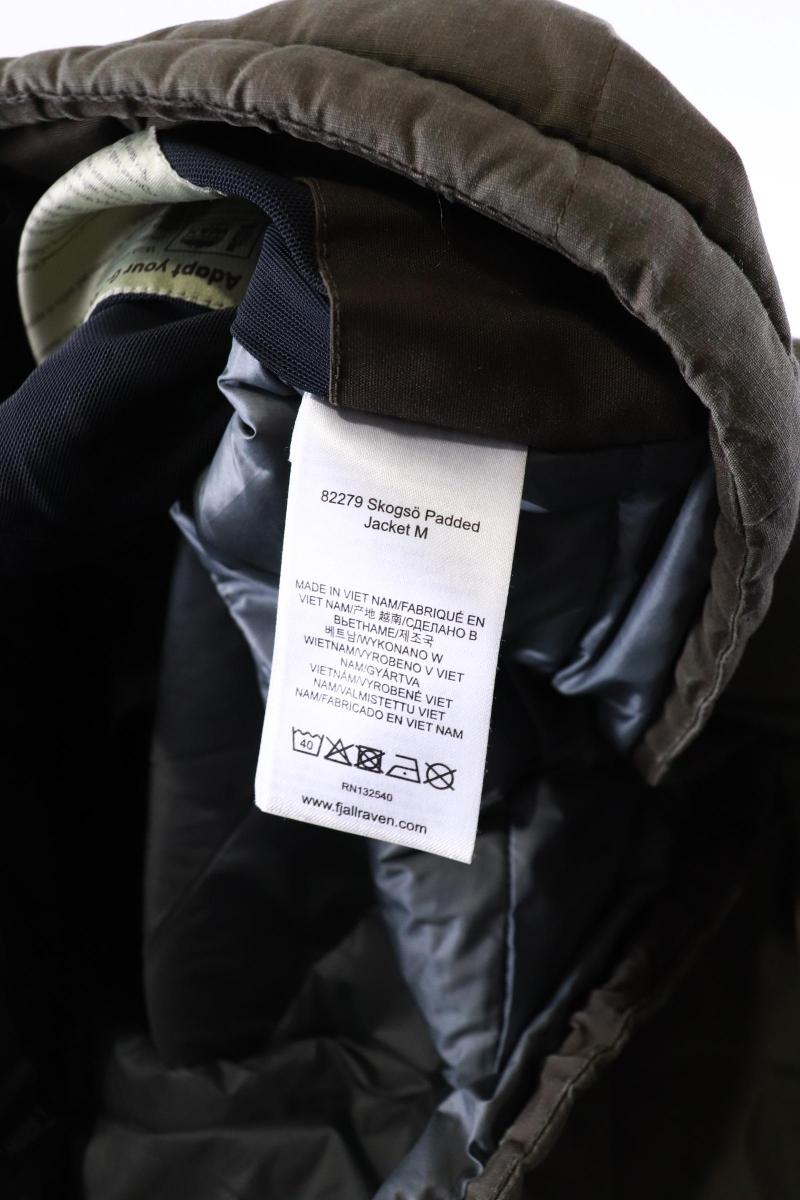 Adapt your
82279 Skogsö Padded
Jacket M
MADE IN VIET NAM/FABRIQUÉ EN
VIET NAM/产地 越南/СДЕЛАНО В
ВЬЕТНАМЕ/제조국
베트남/WYKONANO W
WIETNAM/VYROBENO V VIET
NAM/GYÁRTVA
VIETNÁM/VYROBENÉ VIET
NAM/VALMISTETTU VIET
NAM/FABRICADO EN VIET NAM
40
RN132540
www.fjallraven.com